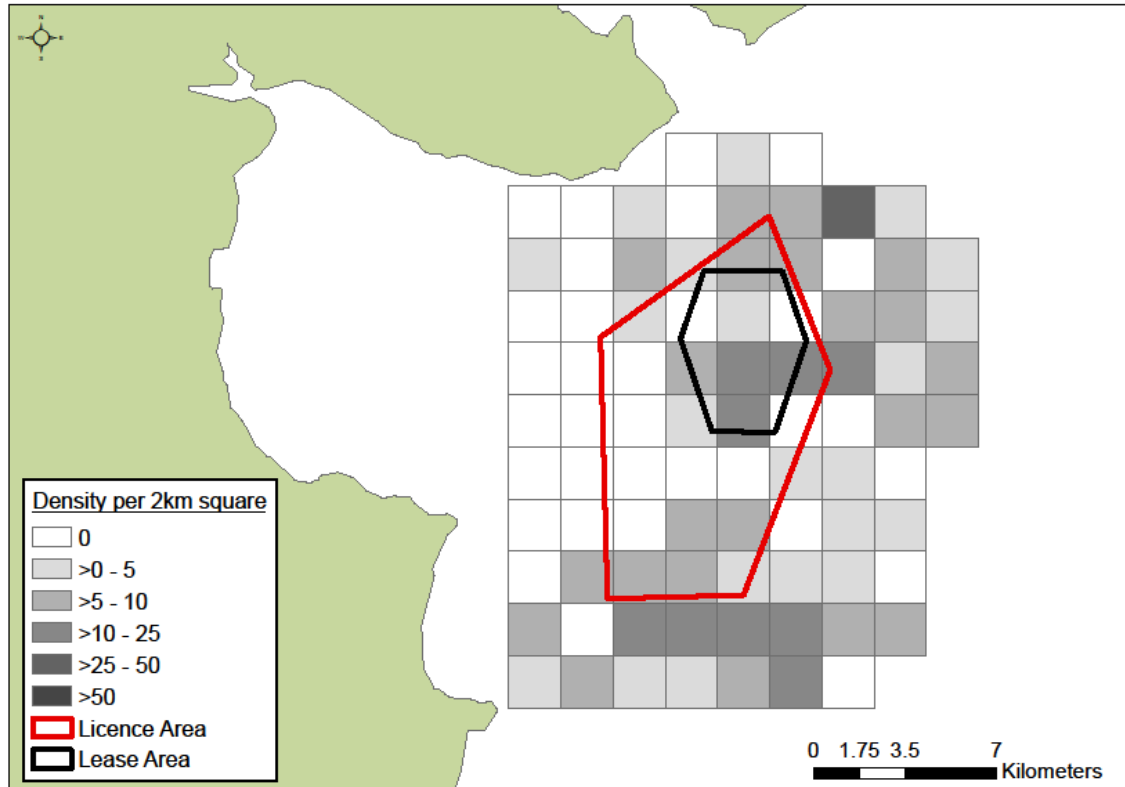 N
W E
S
Density per 2km square
0
>0 - 5
>5 - 10
>10 - 25
>25 - 50
>50
Licence Area
Lease Area
0 1.75 3.5 7
Kilometers